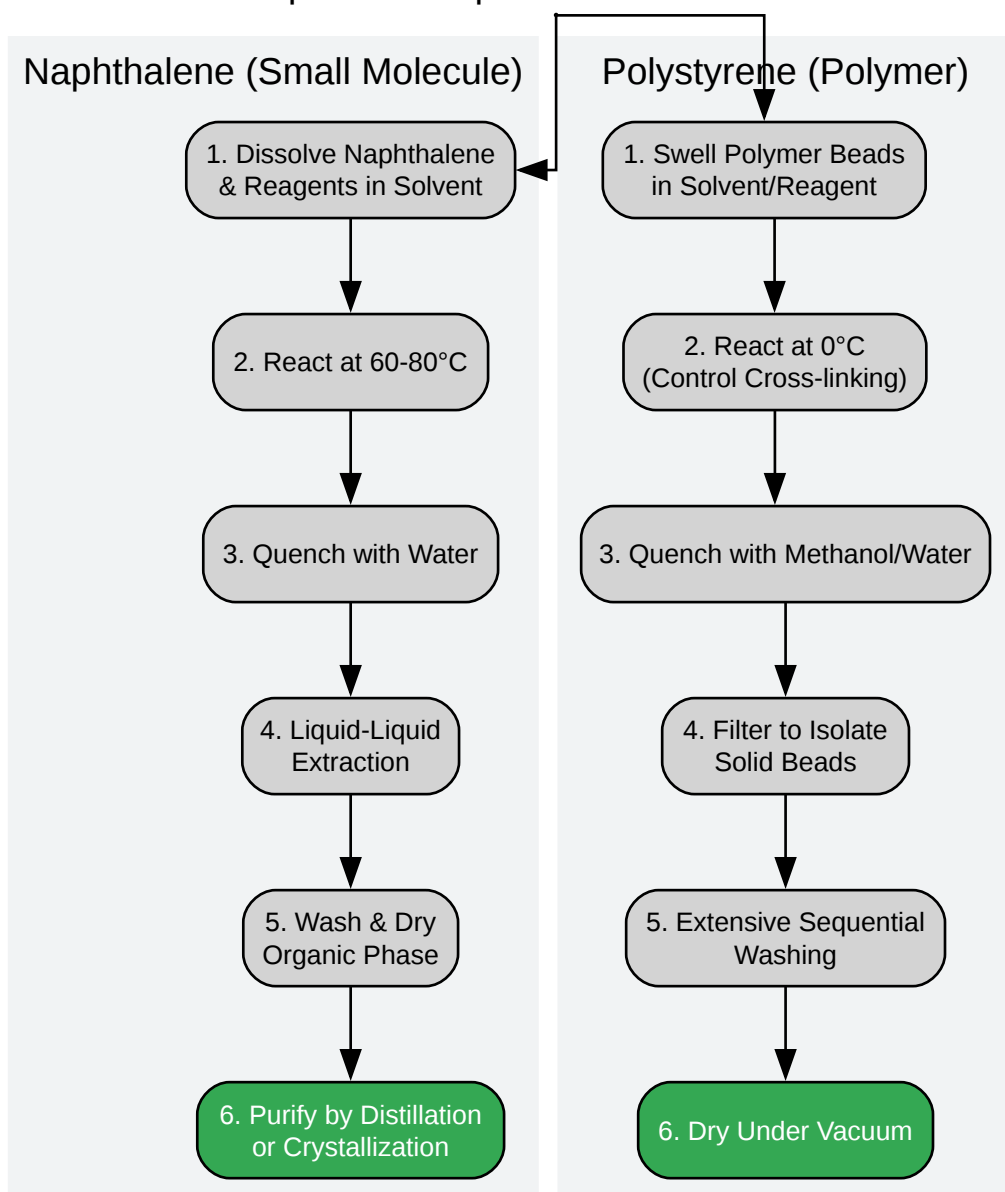 Naphthalene (Small Molecule)
1. Dissolve Naphthalene
& Reagents in Solvent
2. React at 60-80°C
3. Quench with Water
4. Liquid-Liquid
Extraction
5. Wash & Dry
Organic Phase
6. Purify by Distillation
or Crystallization
Polystyrene (Polymer)
1. Swell Polymer Beads
in Solvent/Reagent
2. React at 0°C
(Control Cross-linking)
3. Quench with Methanol/Water
4. Filter to Isolate
Solid Beads
5. Extensive Sequential
Washing
6. Dry Under Vacuum